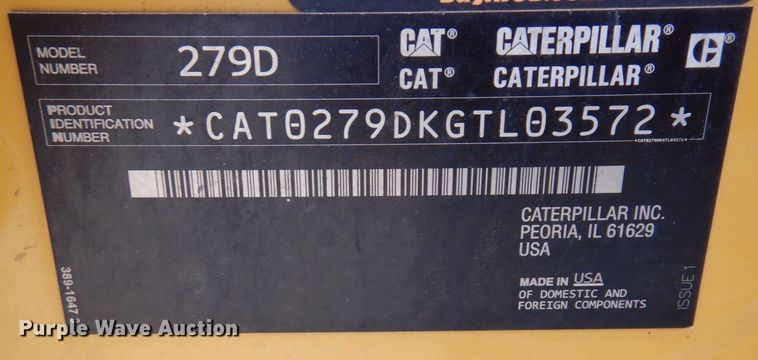 MODEL
NUMBER
279D
CAT® CATERPILLAR®
CAT® CATERPILLAR®
PRODUCT
IDENTIFICATION
NUMBER
*CAT0279DKGTL03572*
*CAT0279DKGTL03572*
CATERPILLAR INC.
PEORIA, IL 61629
USA
MADE IN USA
OF DOMESTIC AND
FOREIGN COMPONENTS
ISSUE 1
389-1647
Purple Wave Auction